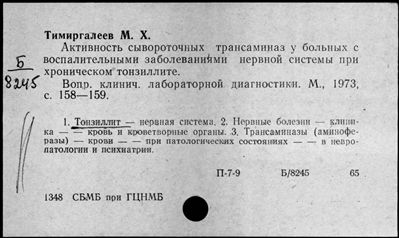 Тимиргалеев М. Х.
Активность сывороточных трансаминаз у больных с
воспалительными заболеваниями нервной системы при
хроническом тонзиллите.
Б
8245
Вопр. клинич. лабораторной диагностики. М., 1973,
с. 158—159.
1. Тонзиллит — нервная система. 2. Нервные болезни — клини-
ка — — кровь и кроветворные органы. 3. Трансаминазы (аминофе-
разы) — крови — — при патологических состояниях — — в невро-
патологии и психиатрии.
П-7-9 Б/8245 65
1348 СБМБ при ГЦНМБ